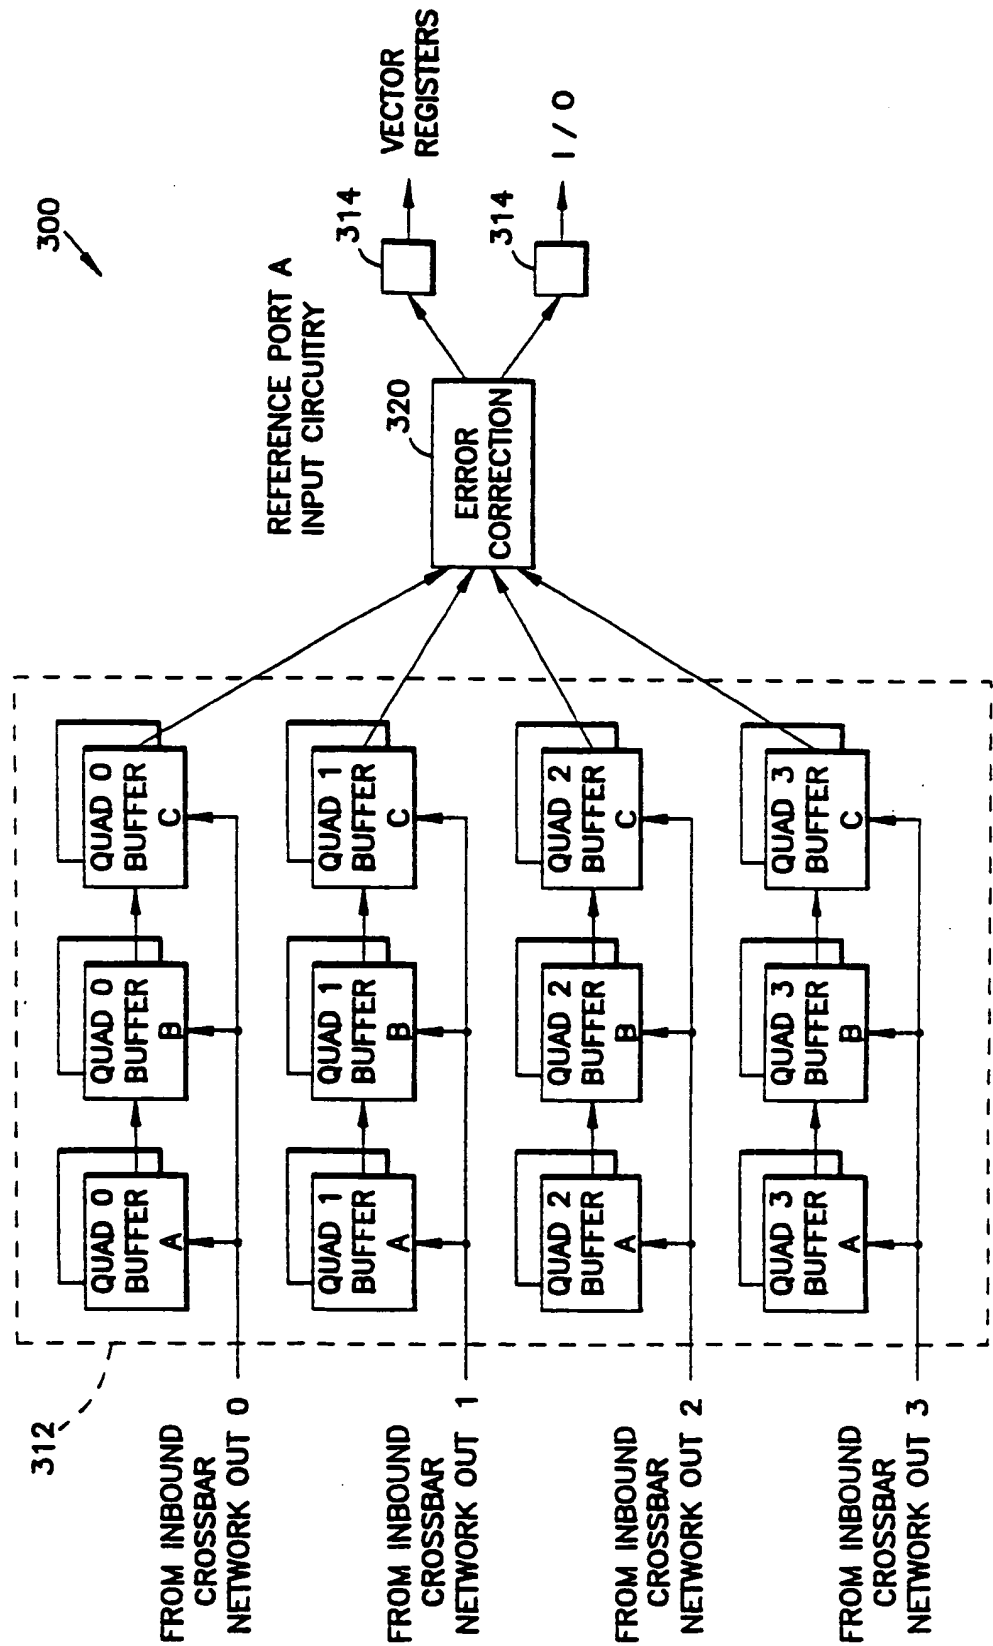 300
REFERENCE PORT A
INPUT CIRCUITRY
312
FROM INBOUND
CROSSBAR
NETWORK OUT 0
QUAD 0
BUFFER
A
QUAD 0
BUFFER
B
QUAD 0
BUFFER
C
FROM INBOUND
CROSSBAR
NETWORK OUT 1
QUAD 1
BUFFER
A
QUAD 1
BUFFER
B
QUAD 1
BUFFER
C
FROM INBOUND
CROSSBAR
NETWORK OUT 2
QUAD 2
BUFFER
A
QUAD 2
BUFFER
B
QUAD 2
BUFFER
C
FROM INBOUND
CROSSBAR
NETWORK OUT 3
QUAD 3
BUFFER
A
QUAD 3
BUFFER
B
QUAD 3
BUFFER
C
320
ERROR
CORRECTION
314
VECTOR
REGISTERS
314
I / O